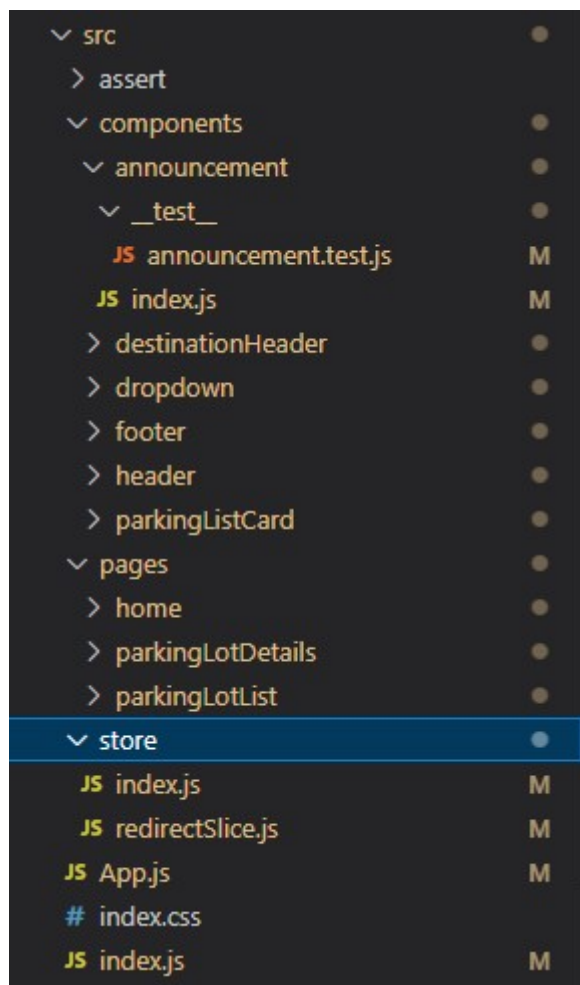 src
assert
components
announcement
__test__
JS announcement.test.js M
JS index.js M
destinationHeader
dropdown
footer
header
parkingListCard
pages
home
parkingLotDetails
parkingLotList
store
JS index.js M
JS redirectSlice.js M
JS App.js M
# index.css
JS index.js M